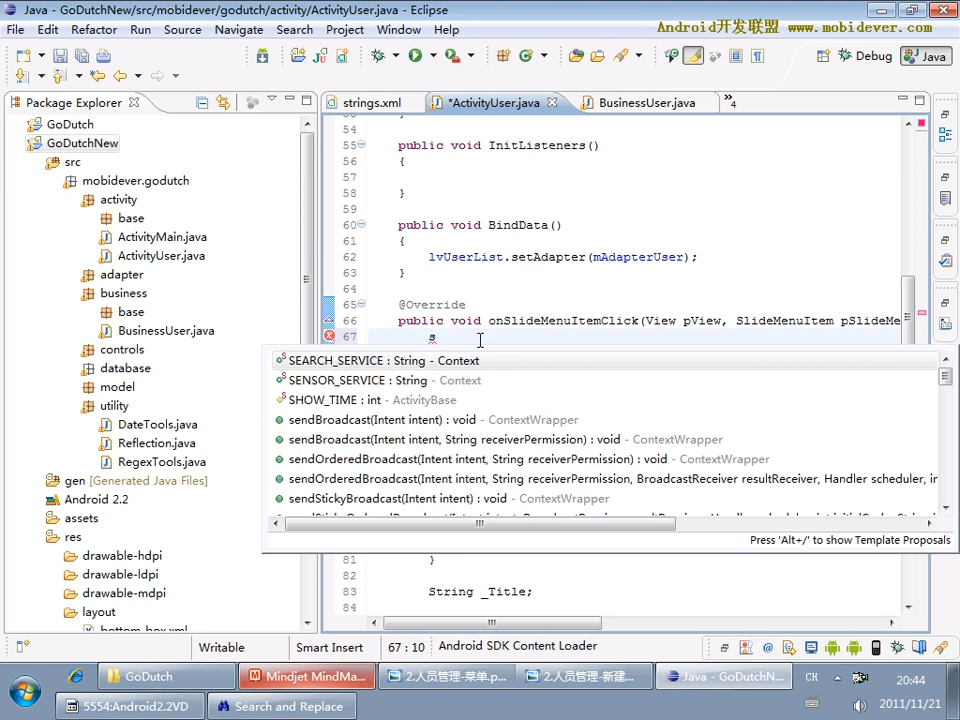 Java - GoDutchNew/src/mobidever/godutch/activity/ActivityUser.java - Eclipse
File Edit Refactor Run Source Navigate Search Project Window Help
Android开发联盟 www.mobidever.com
Debug Java
Package Explorer
strings.xml *ActivityUser.java BusinessUser.java »4
GoDutch
GoDutchNew
src
mobidever.godutch
activity
base
ActivityMain.java
ActivityUser.java
adapter
business
base
BusinessUser.java
controls
database
model
utility
DateTools.java
Reflection.java
RegexTools.java
gen [Generated Java Files]
Android 2.2
assets
res
drawable-hdpi
drawable-ldpi
drawable-mdpi
layout
54
55 public void InitListeners()
56 {
57
58 }
59
60 public void BindData()
61 {
62 lvUserList.setAdapter(mAdapterUser);
63 }
64
65 @Override
66 public void onSlideMenuItemClick(View pView, SlideMenuItem pSlideMe
67 s
SEARCH_SERVICE : String - Context
SENSOR_SERVICE : String - Context
SHOW_TIME : int - ActivityBase
sendBroadcast(Intent intent) : void - ContextWrapper
sendBroadcast(Intent intent, String receiverPermission) : void - ContextWrapper
sendOrderedBroadcast(Intent intent, String receiverPermission) : void - ContextWrapper
sendOrderedBroadcast(Intent intent, String receiverPermission, BroadcastReceiver resultReceiver, Handler scheduler, in
sendStickyBroadcast(Intent intent) : void - ContextWrapper
Press 'Alt+/' to show Template Proposals
81 }
82
83 String _Title;
84
Writable Smart Insert 67 : 10 Android SDK Content Loader
GoDutch Mindjet MindMa... 2.人员管理-菜单.p... 2.人员管理-新建... Java - GoDutchN... CH 20:44
5554:Android2.2VD Search and Replace 2011/11/21